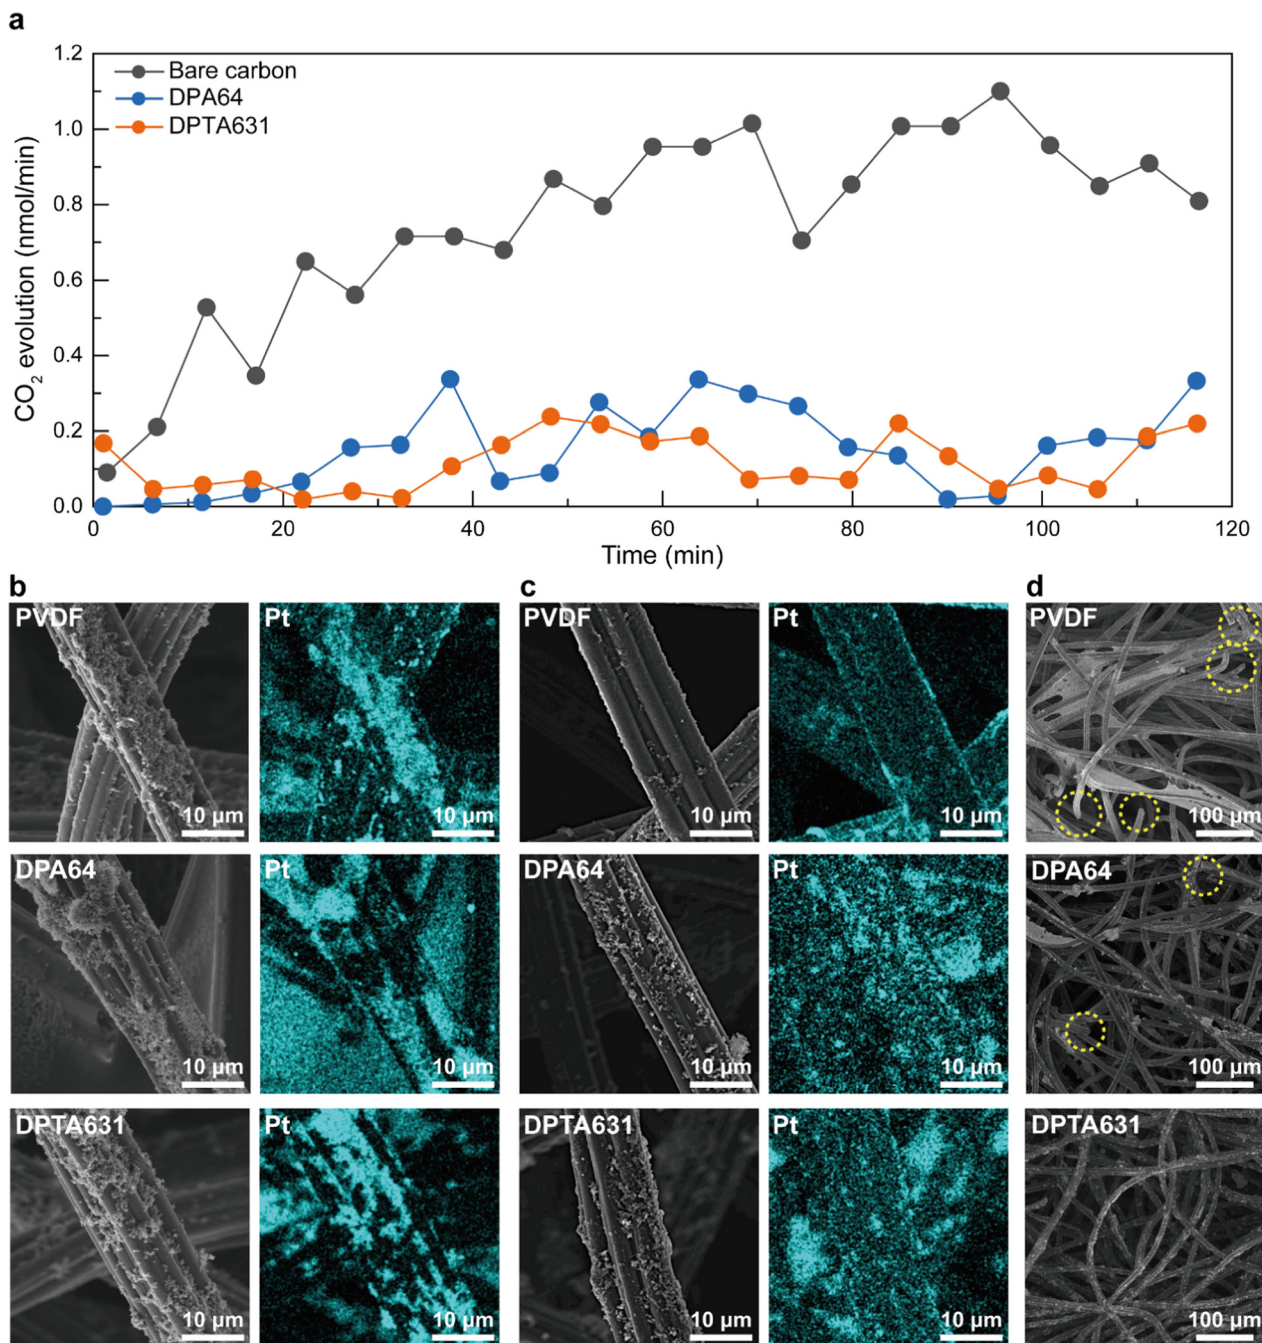 a
1.2
1.0
0.8
0.6
0.4
0.2
0.0
CO2 evolution (nmol/min)
Bare carbon
DPA64
DPTA631
0 20 40 60 80 100 120
Time (min)
b c d
PVDF Pt PVDF Pt PVDF
10 μm 10 μm 10 μm 10 μm 100 μm
DPA64 Pt DPA64 Pt DPA64
10 μm 10 μm 10 μm 10 μm 100 μm
DPTA631 Pt DPTA631 Pt DPTA631
10 μm 10 μm 10 μm 10 μm 100 μm